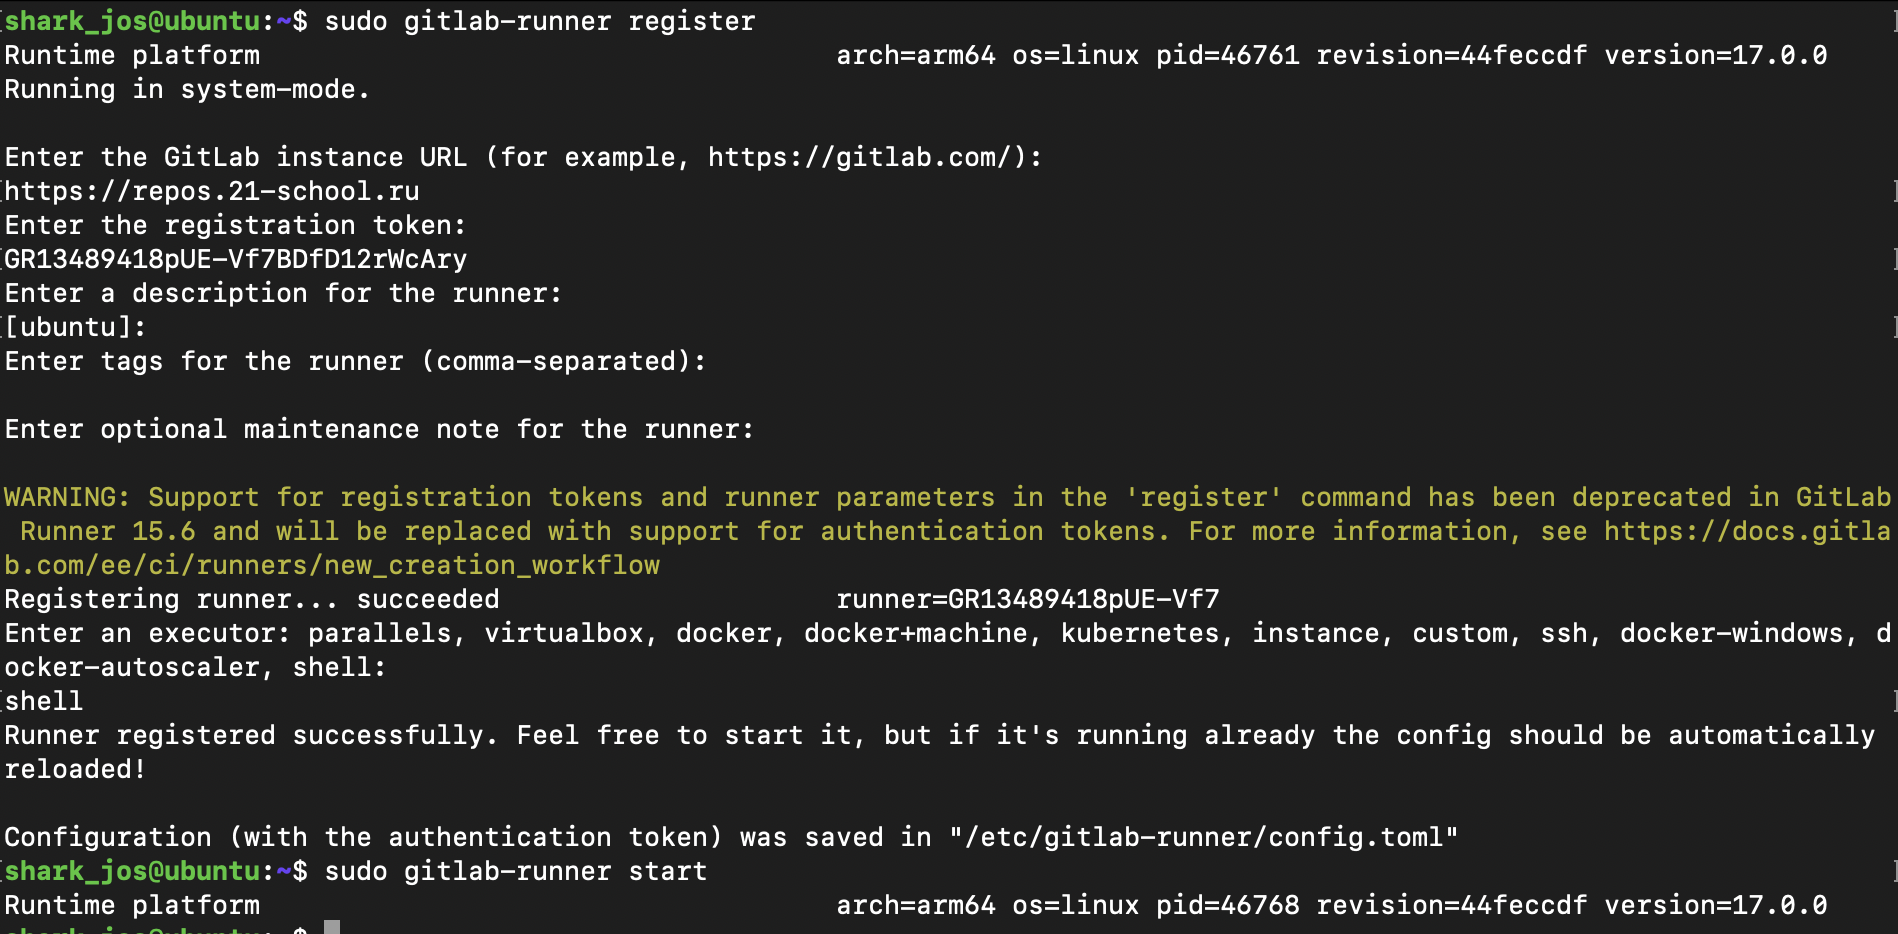 shark_jos@ubuntu:~$ sudo gitlab-runner register
Runtime platform                                    arch=arm64 os=linux pid=46761 revision=44feccdf version=17.0.0
Running in system-mode.
Enter the GitLab instance URL (for example, https://gitlab.com/):
https://repos.21-school.ru
Enter the registration token:
GR13489418pUE-Vf7BDfD12rWcAry
Enter a description for the runner:
[ubuntu]:
Enter tags for the runner (comma-separated):
Enter optional maintenance note for the runner:
WARNING: Support for registration tokens and runner parameters in the 'register' command has been deprecated in GitLab
 Runner 15.6 and will be replaced with support for authentication tokens. For more information, see https://docs.gitla
b.com/ee/ci/runners/new_creation_workflow
Registering runner... succeeded                     runner=GR13489418pUE-Vf7
Enter an executor: parallels, virtualbox, docker, docker+machine, kubernetes, instance, custom, ssh, docker-windows, d
ocker-autoscaler, shell:
shell
Runner registered successfully. Feel free to start it, but if it's running already the config should be automatically
reloaded!
Configuration (with the authentication token) was saved in "/etc/gitlab-runner/config.toml"
shark_jos@ubuntu:~$ sudo gitlab-runner start
Runtime platform                                    arch=arm64 os=linux pid=46768 revision=44feccdf version=17.0.0
shark_jos@ubuntu:~$